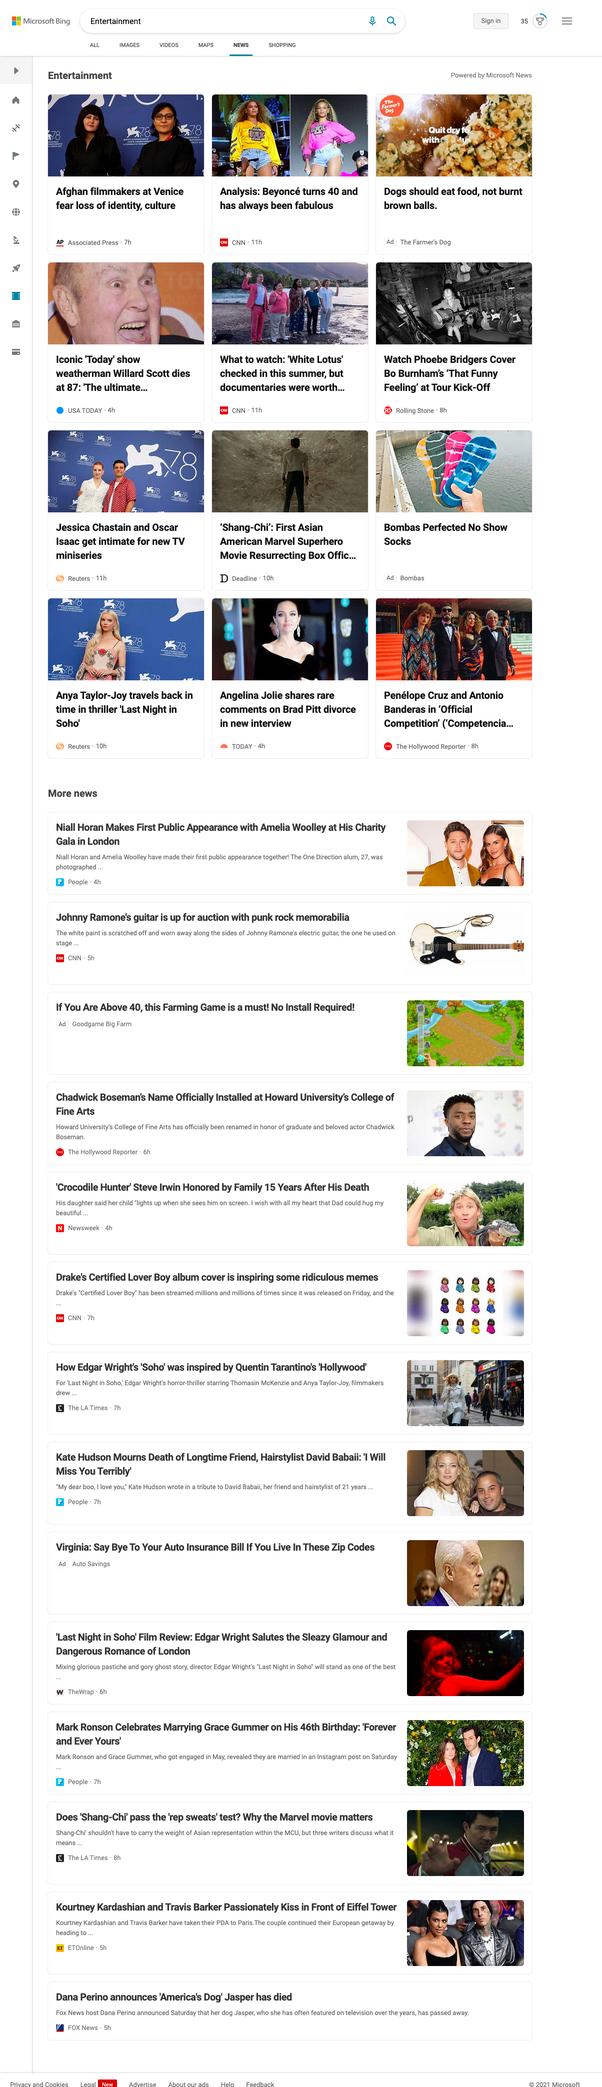 Microsoft Bing
Entertainment
Sign in
35
ALL IMAGES VIDEOS MAPS NEWS SHOPPING
Entertainment
Powered by Microsoft News
Afghan filmmakers at Venice
fear loss of identity, culture
AP Associated Press · 7h
Analysis: Beyoncé turns 40 and
has always been fabulous
CNN · 11h
The
Farmer's
Dog
Quit dry fo
Dogs should eat food, not burnt
brown balls.
Ad The Farmer's Dog
Iconic 'Today' show
weatherman Willard Scott dies
at 87: 'The ultimate...
USA TODAY · 4h
What to watch: 'White Lotus'
checked in this summer, but
documentaries were worth...
CNN · 11h
Watch Phoebe Bridgers Cover
Bo Burnham's 'That Funny
Feeling' at Tour Kick-Off
Rolling Stone · 8h
78
Jessica Chastain and Oscar
Isaac get intimate for new TV
miniseries
Reuters · 11h
'Shang-Chi': First Asian
American Marvel Superhero
Movie Resurrecting Box Offic...
D Deadline · 10h
Bombas Perfected No Show
Socks
Ad Bombas
78
Anya Taylor-Joy travels back in
time in thriller 'Last Night in
Soho'
Reuters · 10h
Angelina Jolie shares rare
comments on Brad Pitt divorce
in new interview
TODAY · 4h
Penélope Cruz and Antonio
Banderas in 'Official
Competition' ('Competencia...
The Hollywood Reporter · 8h
More news
Niall Horan Makes First Public Appearance with Amelia Woolley at His Charity
Gala in London
Niall Horan and Amelia Woolley have made their first public appearance together! The One Direction alum, 27, was
photographed ...
People · 4h
Johnny Ramone's guitar is up for auction with punk rock memorabilia
The white paint is scratched off and worn away along the sides of Johnny Ramone's electric guitar, the one he used on
stage ...
CNN · 5h
If You Are Above 40, this Farming Game is a must! No Install Required!
Ad Goodgame Big Farm
Chadwick Boseman's Name Officially Installed at Howard University's College of
Fine Arts
Howard University's College of Fine Arts has officially been renamed in honor of graduate and beloved actor Chadwick
Boseman.
The Hollywood Reporter · 6h
'Crocodile Hunter' Steve Irwin Honored by Family 15 Years After His Death
His daughter said her child "lights up when she sees him on screen. I wish with all my heart that Dad could hug my
beautiful ...
N Newsweek · 4h
Drake's Certified Lover Boy album cover is inspiring some ridiculous memes
Drake's "Certified Lover Boy" has been streamed millions and millions of times since it was released on Friday, and the
...
CNN · 7h
How Edgar Wright's 'Soho' was inspired by Quentin Tarantino's 'Hollywood'
For 'Last Night in Soho,' Edgar Wright's horror-thriller starring Thomasin McKenzie and Anya Taylor-Joy, filmmakers
drew ...
The LA Times · 7h
Kate Hudson Mourns Death of Longtime Friend, Hairstylist David Babaii: 'I Will
Miss You Terribly'
"My dear boo, I love you," Kate Hudson wrote in a tribute to David Babaii, her friend and hairstylist of 21 years ...
People · 7h
Virginia: Say Bye To Your Auto Insurance Bill If You Live In These Zip Codes
Ad Auto Savings
'Last Night in Soho' Film Review: Edgar Wright Salutes the Sleazy Glamour and
Dangerous Romance of London
Mixing glorious pastiche and gory ghost story, director Edgar Wright's "Last Night in Soho" will stand as one of the best
...
W TheWrap · 6h
Mark Ronson Celebrates Marrying Grace Gummer on His 46th Birthday: 'Forever
and Ever Yours'
Mark Ronson and Grace Gummer, who got engaged in May, revealed they are married in an Instagram post on Saturday
...
People · 7h
Does 'Shang-Chi' pass the 'rep sweats' test? Why the Marvel movie matters
Shang-Chi' shouldn't have to carry the weight of Asian representation within the MCU, but three writers discuss what it
means ...
The LA Times · 8h
Kourtney Kardashian and Travis Barker Passionately Kiss in Front of Eiffel Tower
Kourtney Kardashian and Travis Barker have taken their PDA to Paris.The couple continued their European getaway by
heading to ...
ET ETOnline · 5h
Dana Perino announces 'America's Dog' Jasper has died
Fox News host Dana Perino announced Saturday that her dog Jasper, who she has often featured on television over the years, has passed away.
FOX News · 5h
Privacy and Cookies Legal New Advertise About our ads Help Feedback
© 2021 Microsoft